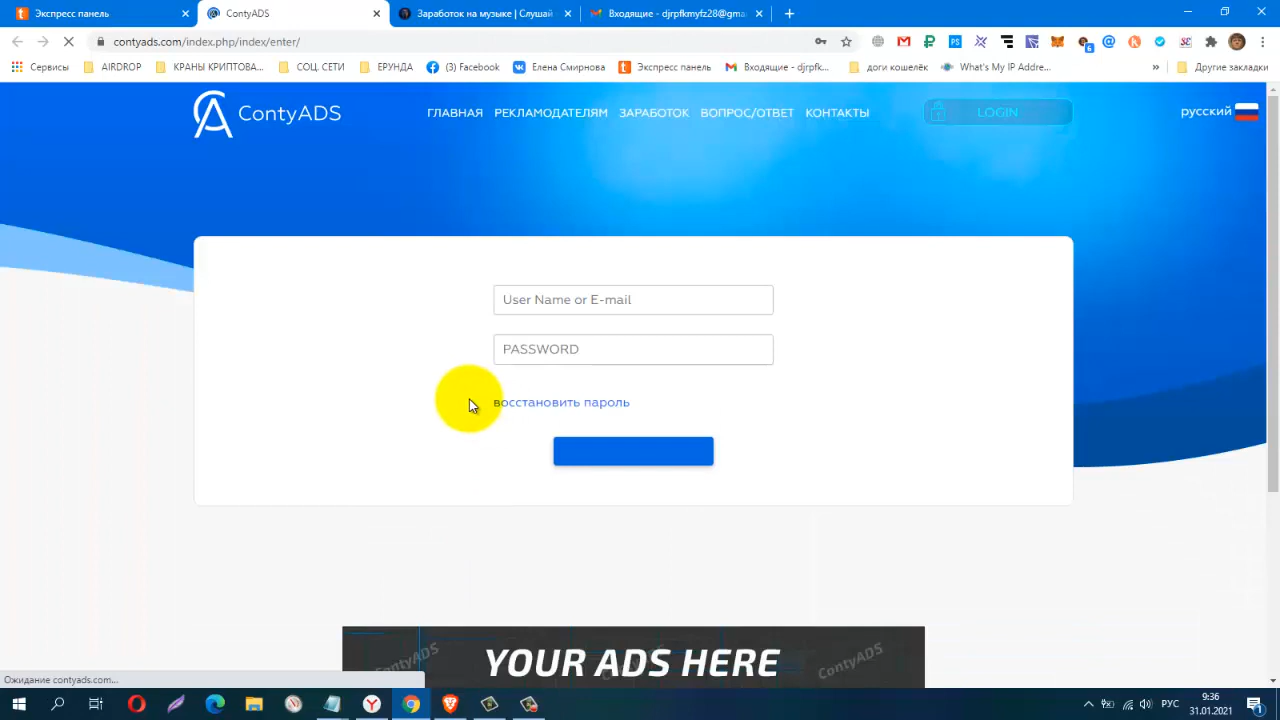 Экспресс панель
ContyADS
Заработок на музыке | Слушай
Входящие - djrpfkmyfz28@gma
contyads.com/index.php/index/enter/
Сервисы
AIRDROP
КРАНЫ КРИПТОВА...
СОЦ. СЕТИ
ЕРУНДА
(3) Facebook
Елена Смирнова
Экспресс панель
Входящие - djrpfk...
доги кошелёк
What's My IP Addre...
»
Другие закладки
ContyADS
ГЛАВНАЯ
РЕКЛАМОДАТЕЛЯМ
ЗАРАБОТОК
ВОПРОС/ОТВЕТ
КОНТАКТЫ
LOGIN
русский
User Name or E-mail
PASSWORD
восстановить пароль
YOUR ADS HERE
ContyADS
ContyADS
Ожидание contyads.com...
РУС
9:36
31.01.2021